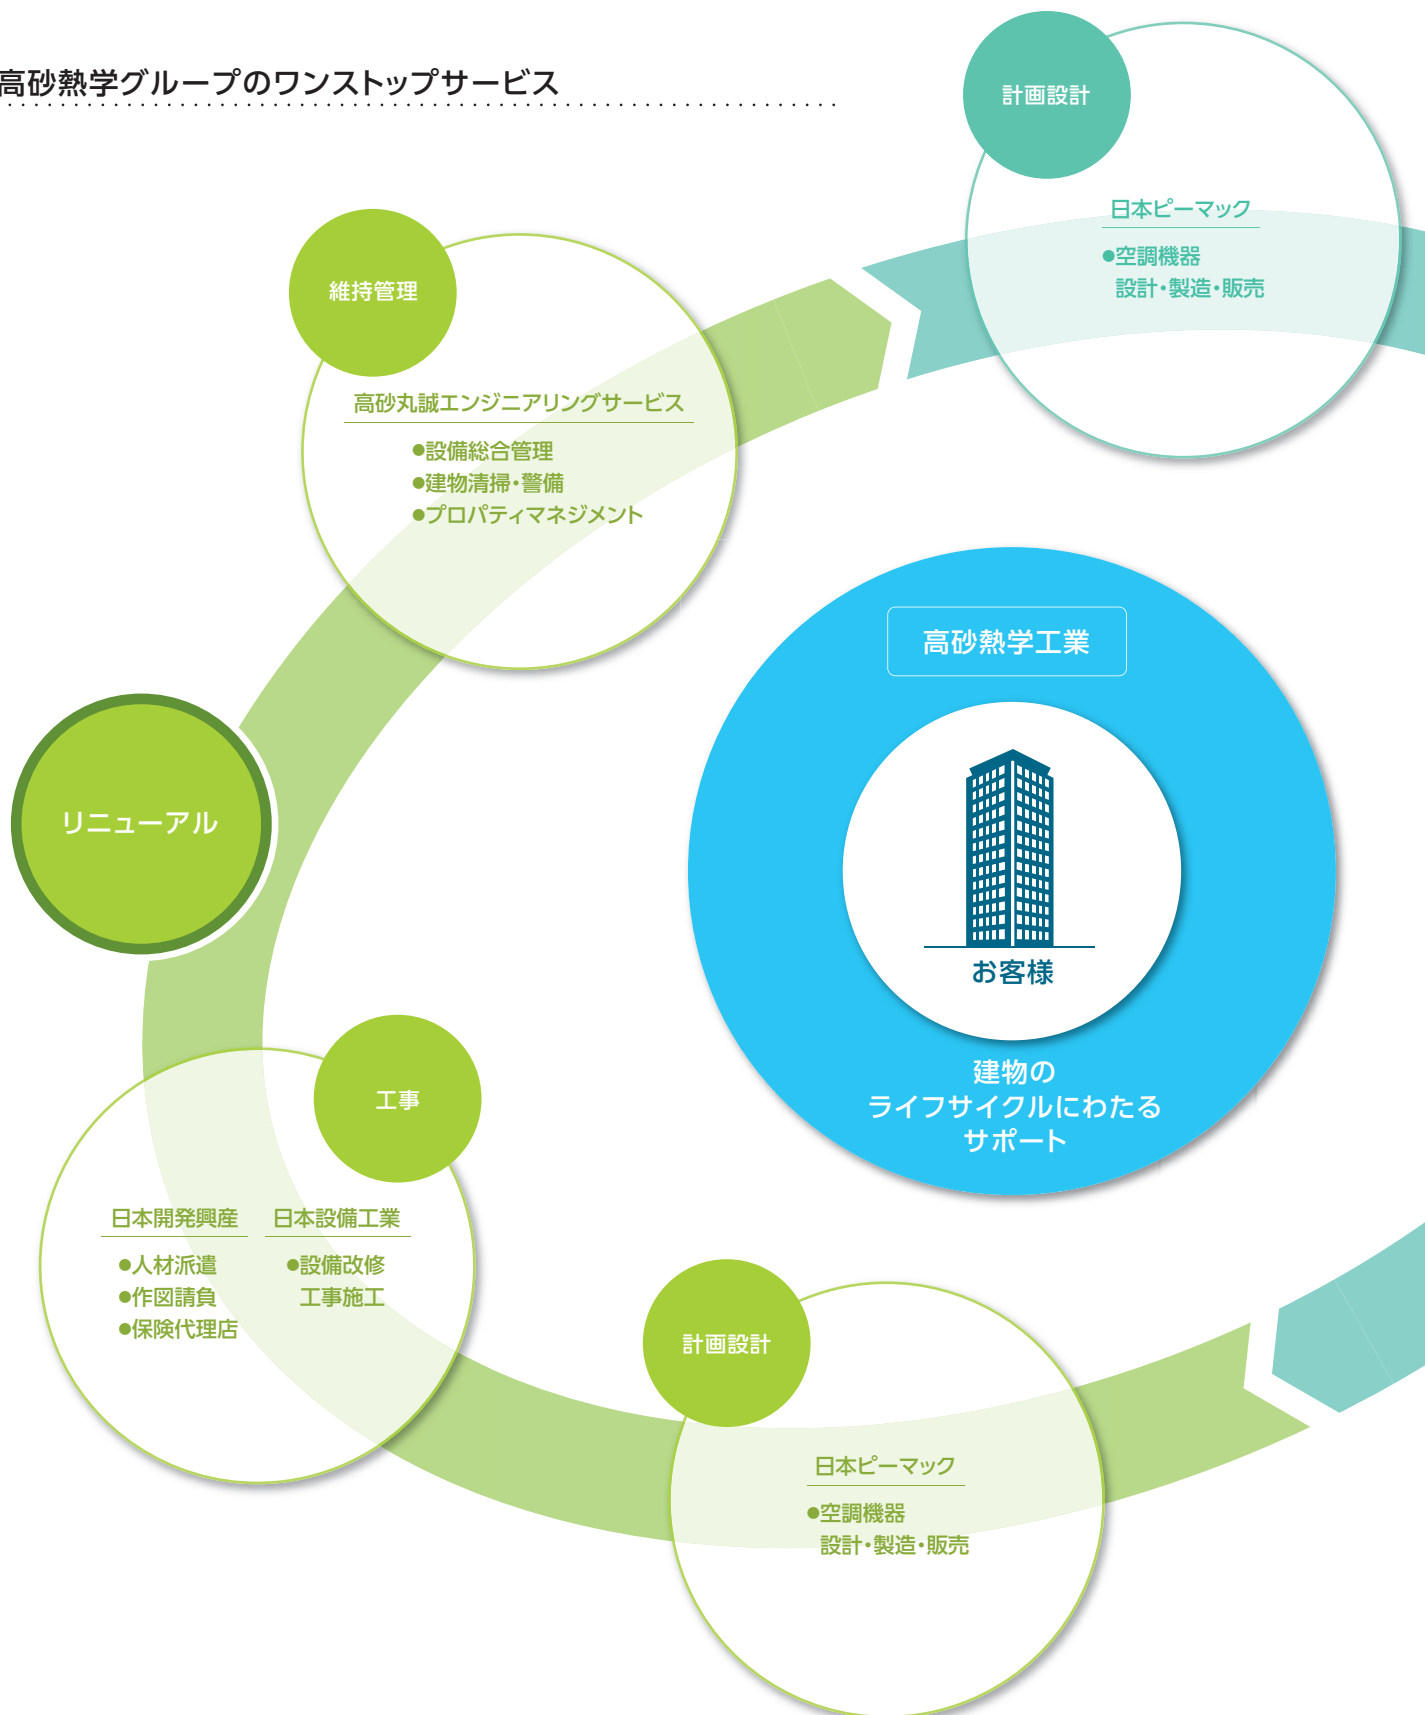 高砂熱学グループのワンストップサービス
計画設計
日本ピーマック
●空調機器
設計・製造・販売
維持管理
高砂丸誠エンジニアリングサービス
●設備総合管理
●建物清掃・警備
●プロパティマネジメント
高砂熱学工業
お客様
建物の
ライフサイクルにわたる
サポート
リニューアル
工事
日本開発興産
●人材派遣
●作図請負
●保険代理店
日本設備工業
●設備改修
工事施工
計画設計
日本ピーマック
●空調機器
設計・製造・販売